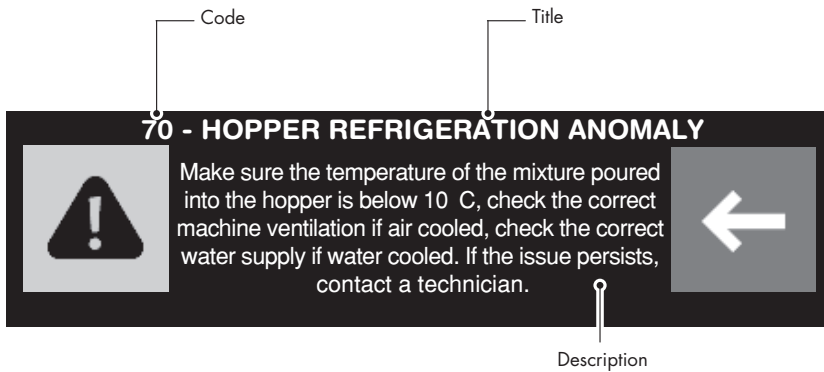 Code
Title
70 - HOPPER REFRIGERATION ANOMALY
Make sure the temperature of the mixture poured
into the hopper is below 10  C, check the correct
machine ventilation if air cooled, check the correct
water supply if water cooled. If the issue persists,
contact a technician.
Description